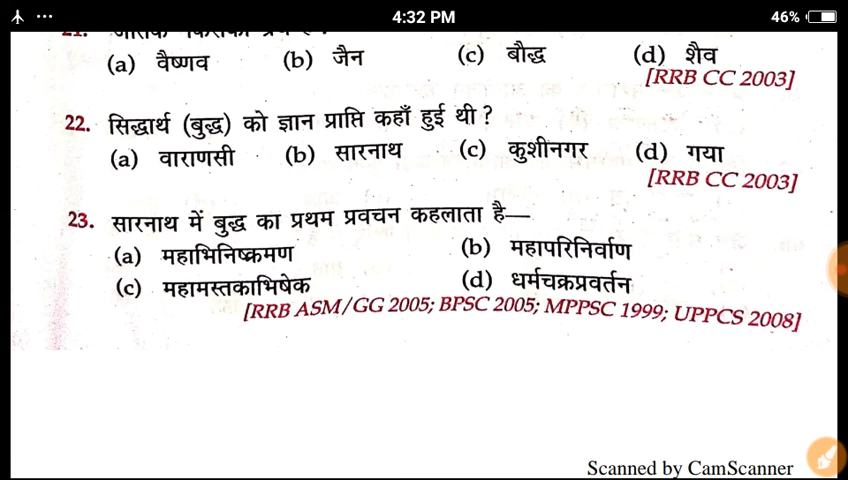 4:32 PM
46%
(a) वैष्णव (b) जैन (c) बौद्ध (d) शैव
[RRB CC 2003]
22. सिद्धार्थ (बुद्ध) को ज्ञान प्राप्ति कहाँ हुई थी ?
(a) वाराणसी (b) सारनाथ (c) कुशीनगर (d) गया
[RRB CC 2003]
23. सारनाथ में बुद्ध का प्रथम प्रवचन कहलाता है—
(a) महाभिनिष्क्रमण (b) महापरिनिर्वाण
(c) महामस्तकाभिषेक (d) धर्मचक्रप्रवर्तन
[RRB ASM/GG 2005; BPSC 2005; MPPSC 1999; UPPCS 2008]
Scanned by CamScanner